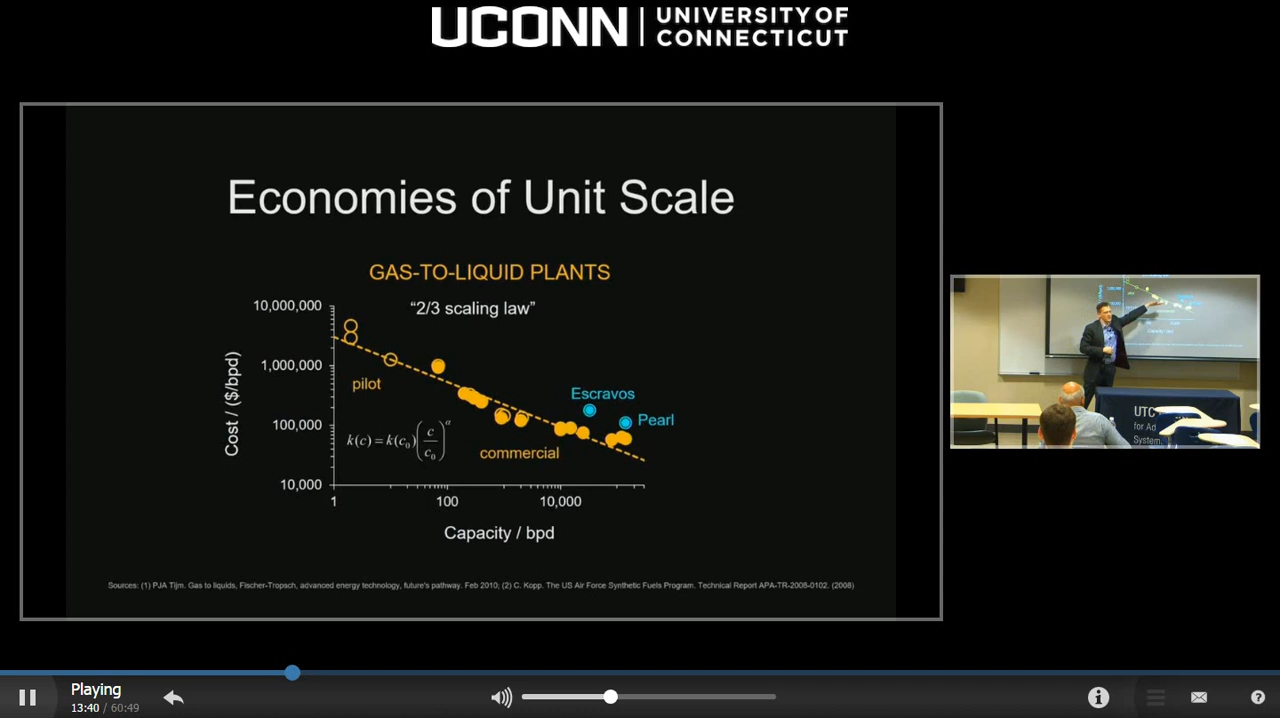 UCONN
UNIVERSITY OF
CONNECTICUT
Economies of Unit Scale
GAS-TO-LIQUID PLANTS
"2/3 scaling law"
10,000,000
1,000,000
100,000
10,000
Cost / ($/bpd)
pilot
k(c) = k(c₀)(c/c₀)^α
commercial
Escravos
Pearl
1
100
10,000
Capacity / bpd
Sources: (1) PJA Tijm. Gas to liquids, Fischer-Tropsch, advanced energy technology, future's pathway. Feb 2010; (2) C. Kopp. The US Air Force Synthetic Fuels Program. Technical Report APA-TR-2008-0102. (2008)
UTC
for Ad
System
Playing
13:40 / 60:49